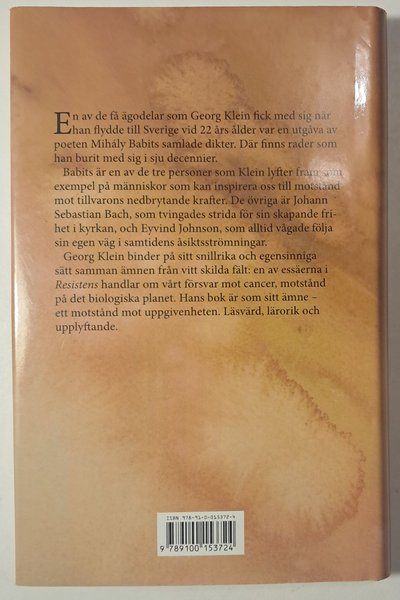 En av de få ägodelar som Georg Klein fick med sig när
han flydde till Sverige vid 22 års ålder var en utgåva av
poeten Mihály Babits samlade dikter. Där finns rader som
han burit med sig i sju decennier.
Babits är en av de tre personer som Klein lyfter fram som
exempel på människor som kan inspirera oss till motstånd
mot tillvarons nedbrytande krafter. De övriga är Johann
Sebastian Bach, som tvingades strida för sin skapande fri-
het i kyrkan, och Eyvind Johnson, som alltid vågade följa
sin egen väg i samtidens åsiktsströmningar.
Georg Klein binder på sitt snillrika och egensinniga
sätt samman ämnen från vitt skilda fält: en av essäerna i
Resistens handlar om vårt försvar mot cancer, motstånd
på det biologiska planet. Hans bok är som sitt ämne –
ett motstånd mot uppgivenheten. Läsvärd, lärorik och
upplyftande.
ISBN 978-91-0-015372-4
9 789100 153724